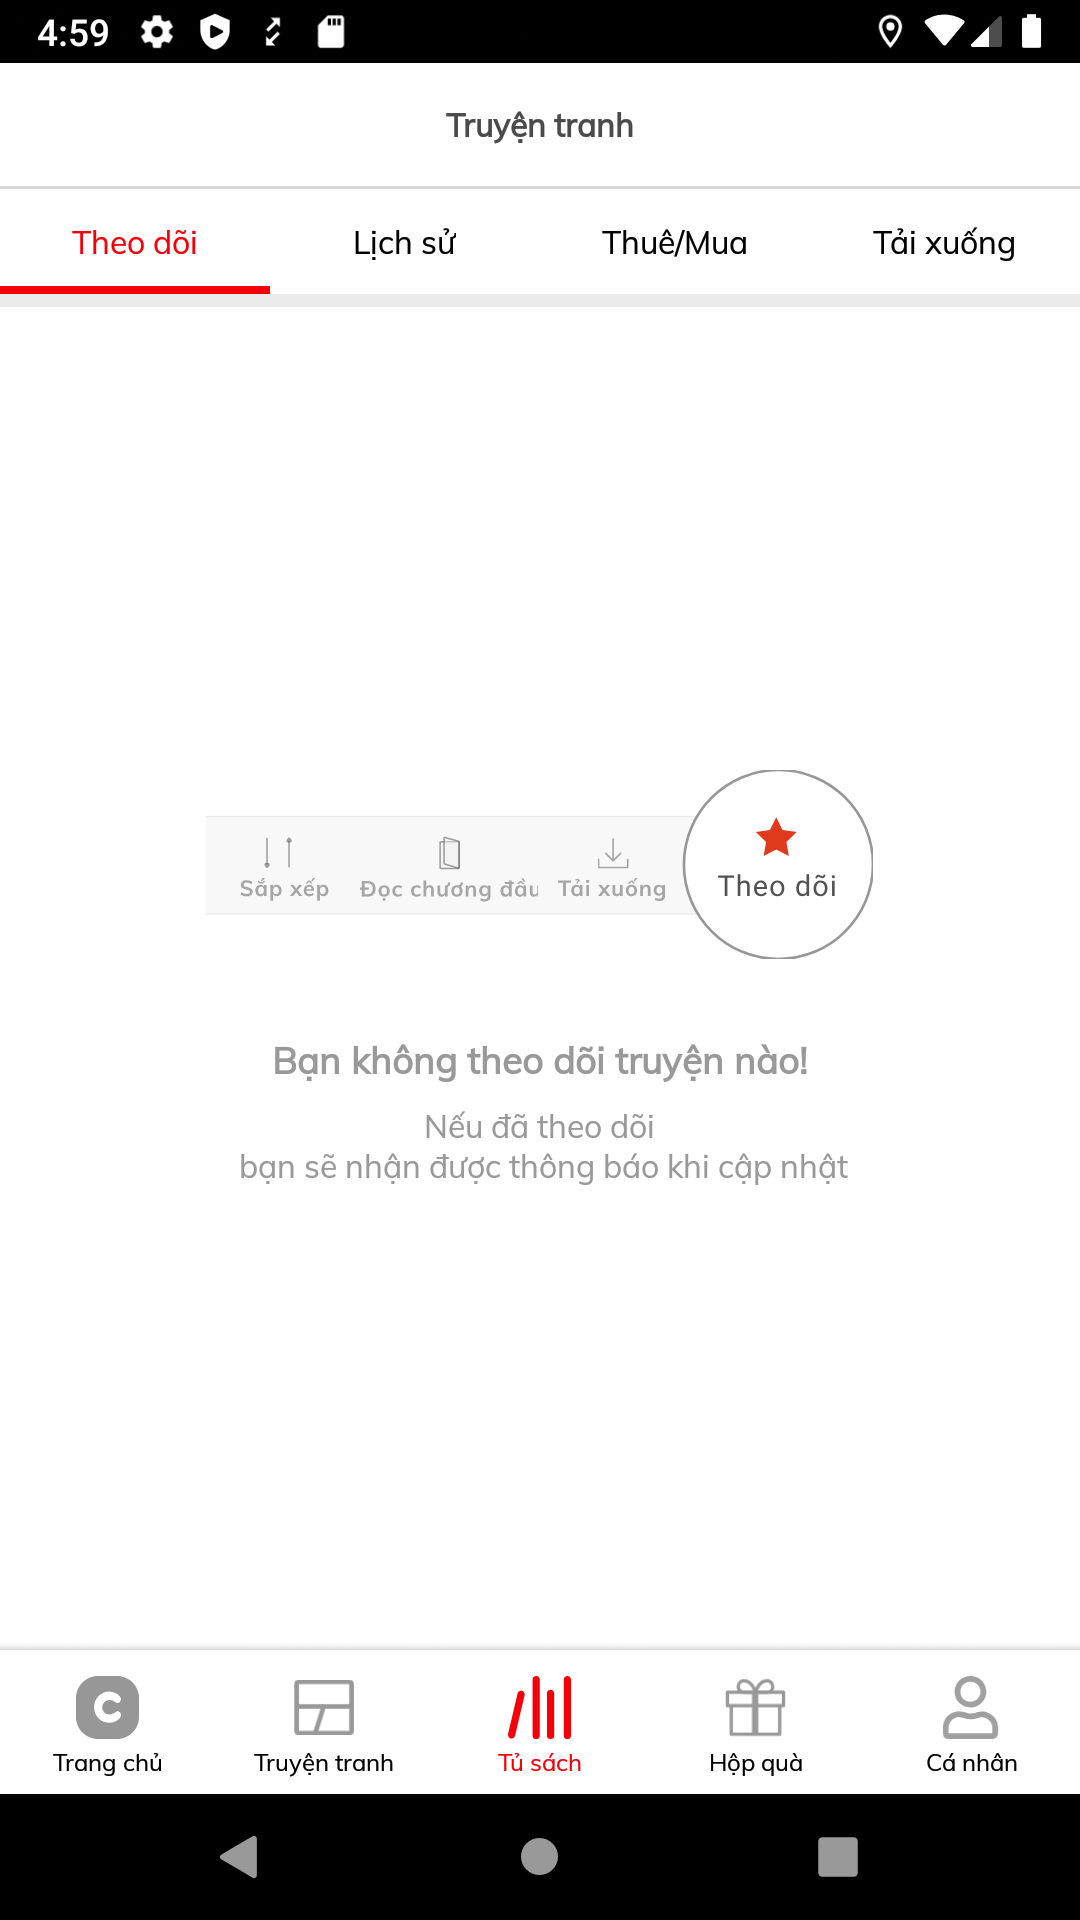 4:59
Truyện tranh
Theo dõi
Lịch sử
Thuê/Mua
Tải xuống
Sắp xếp
Đọc chương đầu
Tải xuống
Theo dõi
Bạn không theo dõi truyện nào!
Nếu đã theo dõi
bạn sẽ nhận được thông báo khi cập nhật
Trang chủ
Truyện tranh
Tủ sách
Hộp quà
Cá nhân